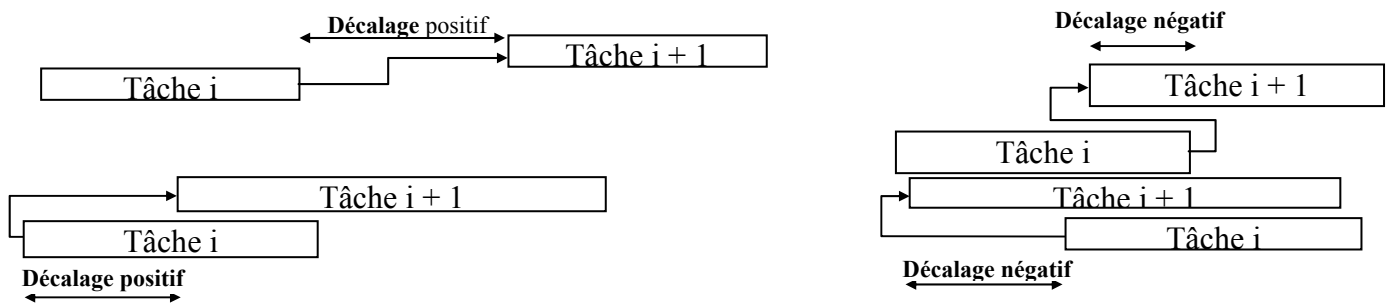 Décalage positif
Tâche i + 1
Tâche i
Tâche i + 1
Tâche i
Décalage positif
Décalage négatif
Tâche i + 1
Tâche i
Tâche i + 1
Tâche i
Décalage négatif